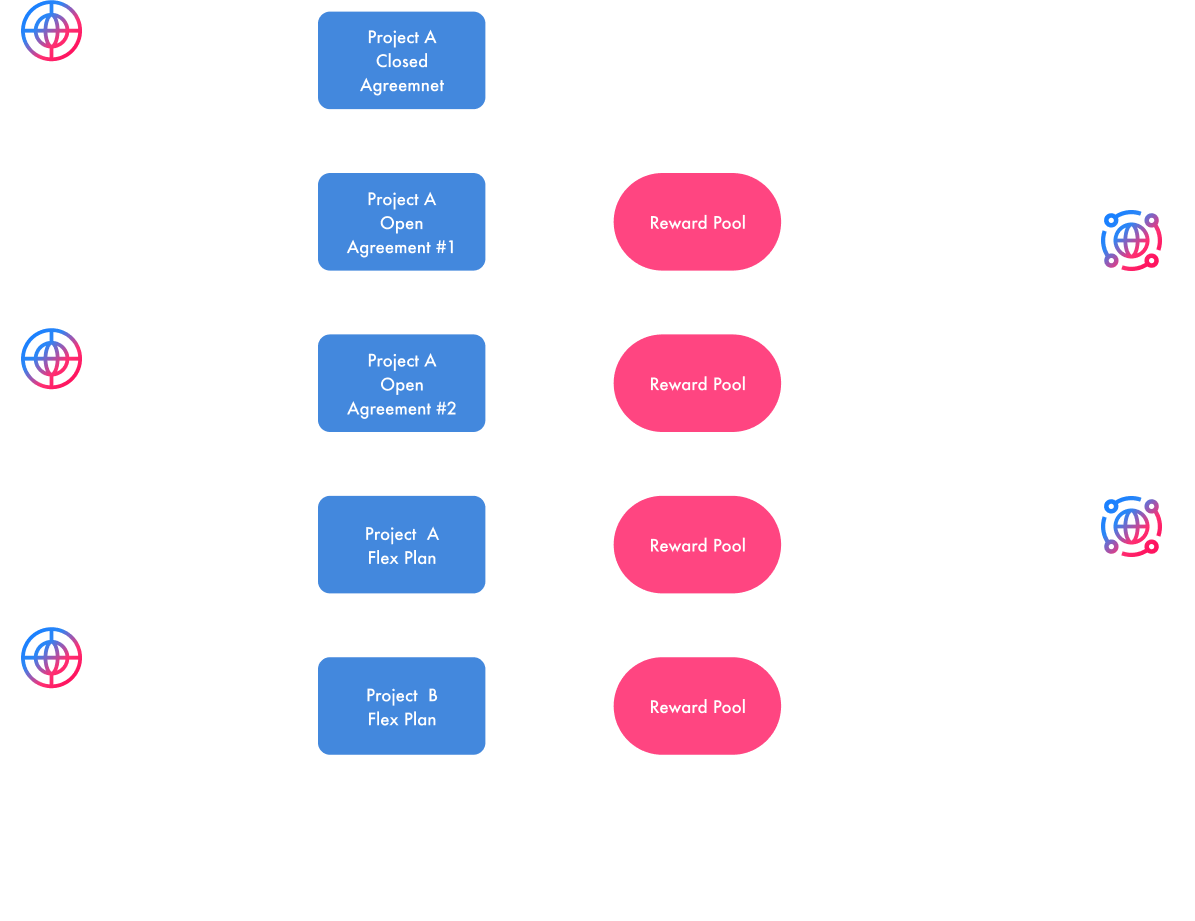 Project A
Closed
Agreemnet
Project A
Open
Agreement #1
Reward Pool
Project A
Open
Agreement #2
Reward Pool
Project A
Flex Plan
Reward Pool
Project B
Flex Plan
Reward Pool